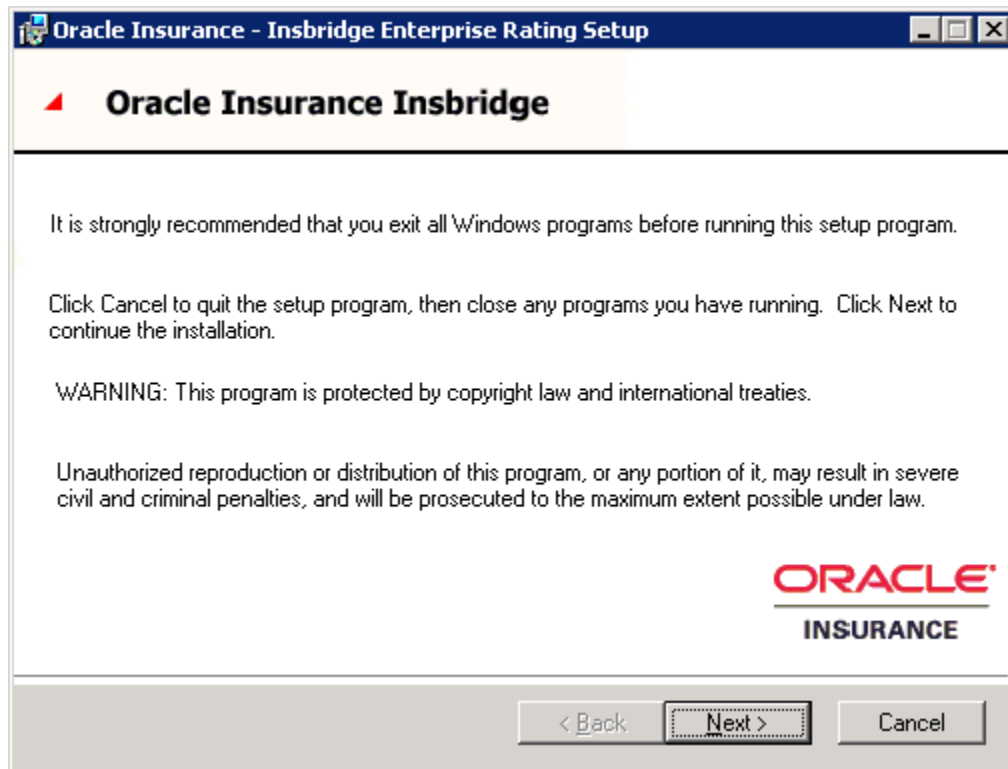 Oracle Insurance - Insbridge Enterprise Rating Setup
Oracle Insurance Insbridge
It is strongly recommended that you exit all Windows programs before running this setup program.
Click Cancel to quit the setup program, then close any programs you have running.  Click Next to
continue the installation.
WARNING: This program is protected by copyright law and international treaties.
Unauthorized reproduction or distribution of this program, or any portion of it, may result in severe
civil and criminal penalties, and will be prosecuted to the maximum extent possible under law.
ORACLE
INSURANCE
< Back Next > Cancel